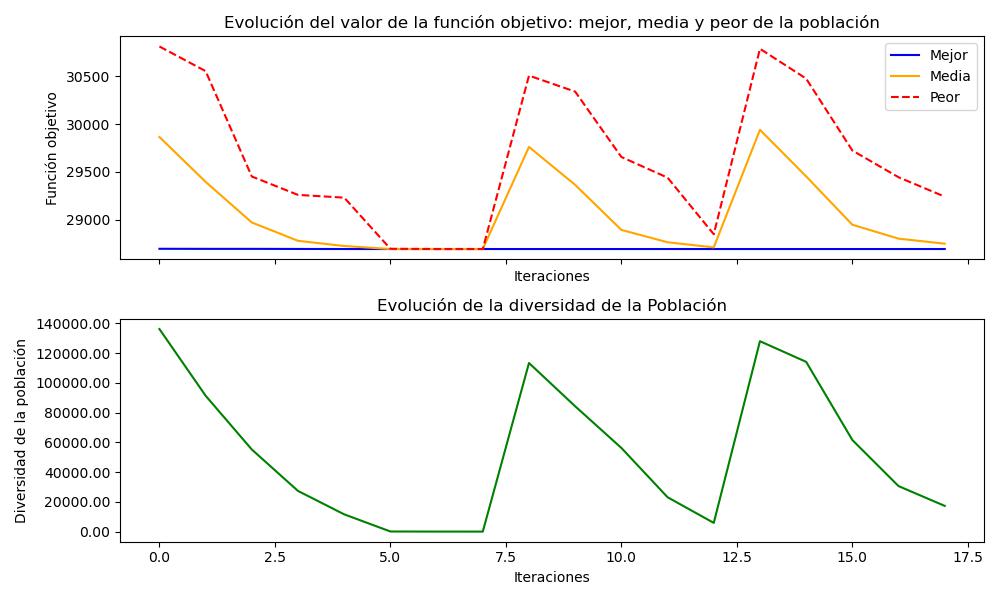 Evolución del valor de la función objetivo: mejor, media y peor de la población
Función objetivo
30500
30000
29500
29000
Mejor
Media
Peor
Iteraciones
Evolución de la diversidad de la Población
Diversidad de la población
140000.00
120000.00
100000.00
80000.00
60000.00
40000.00
20000.00
0.00
0.0 2.5 5.0 7.5 10.0 12.5 15.0 17.5
Iteraciones